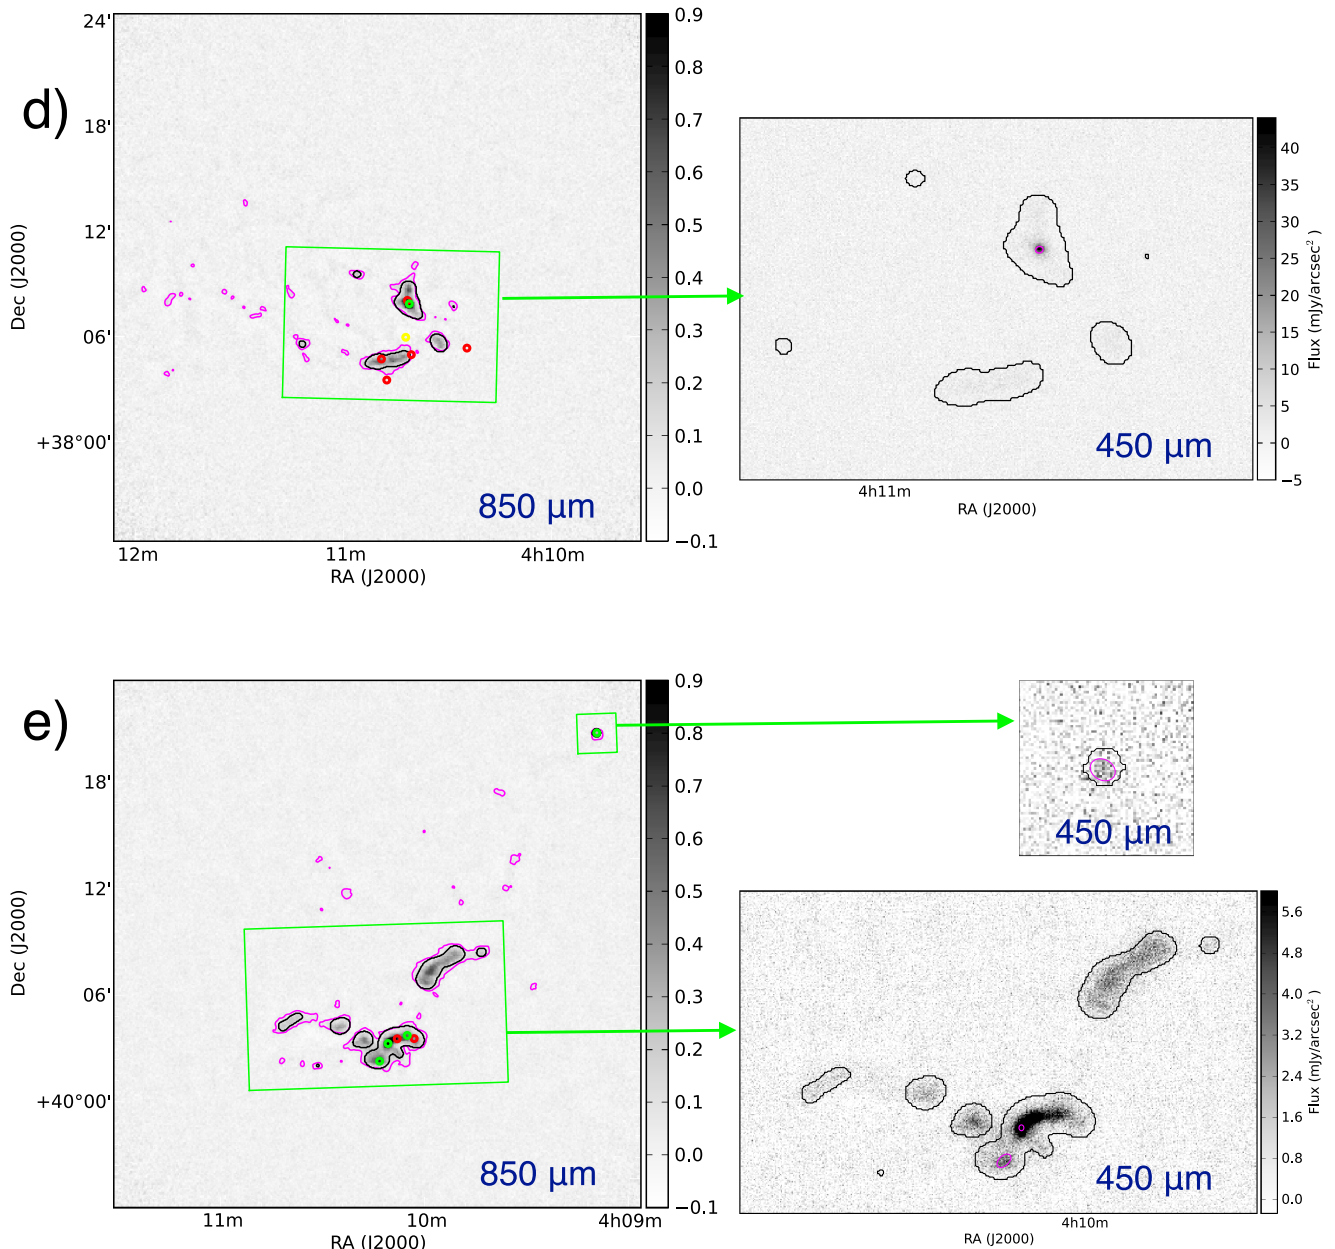 d)
24'
18'
12'
06'
+38°00'
Dec (J2000)
12m
11m
4h10m
RA (J2000)
850 µm
0.9
0.8
0.7
0.6
0.5
0.4
0.3
0.2
0.1
0.0
−0.1
450 µm
4h11m
RA (J2000)
40
35
30
25
20
15
10
5
0
−5
Flux (mJy/arcsec² )
e)
18'
12'
06'
+40°00'
Dec (J2000)
11m
10m
4h09m
RA (J2000)
850 µm
0.9
0.8
0.7
0.6
0.5
0.4
0.3
0.2
0.1
0.0
−0.1
450 µm
450 µm
4h10m
RA (J2000)
5.6
4.8
4.0
3.2
2.4
1.6
0.8
0.0
Flux (mJy/arcsec² )